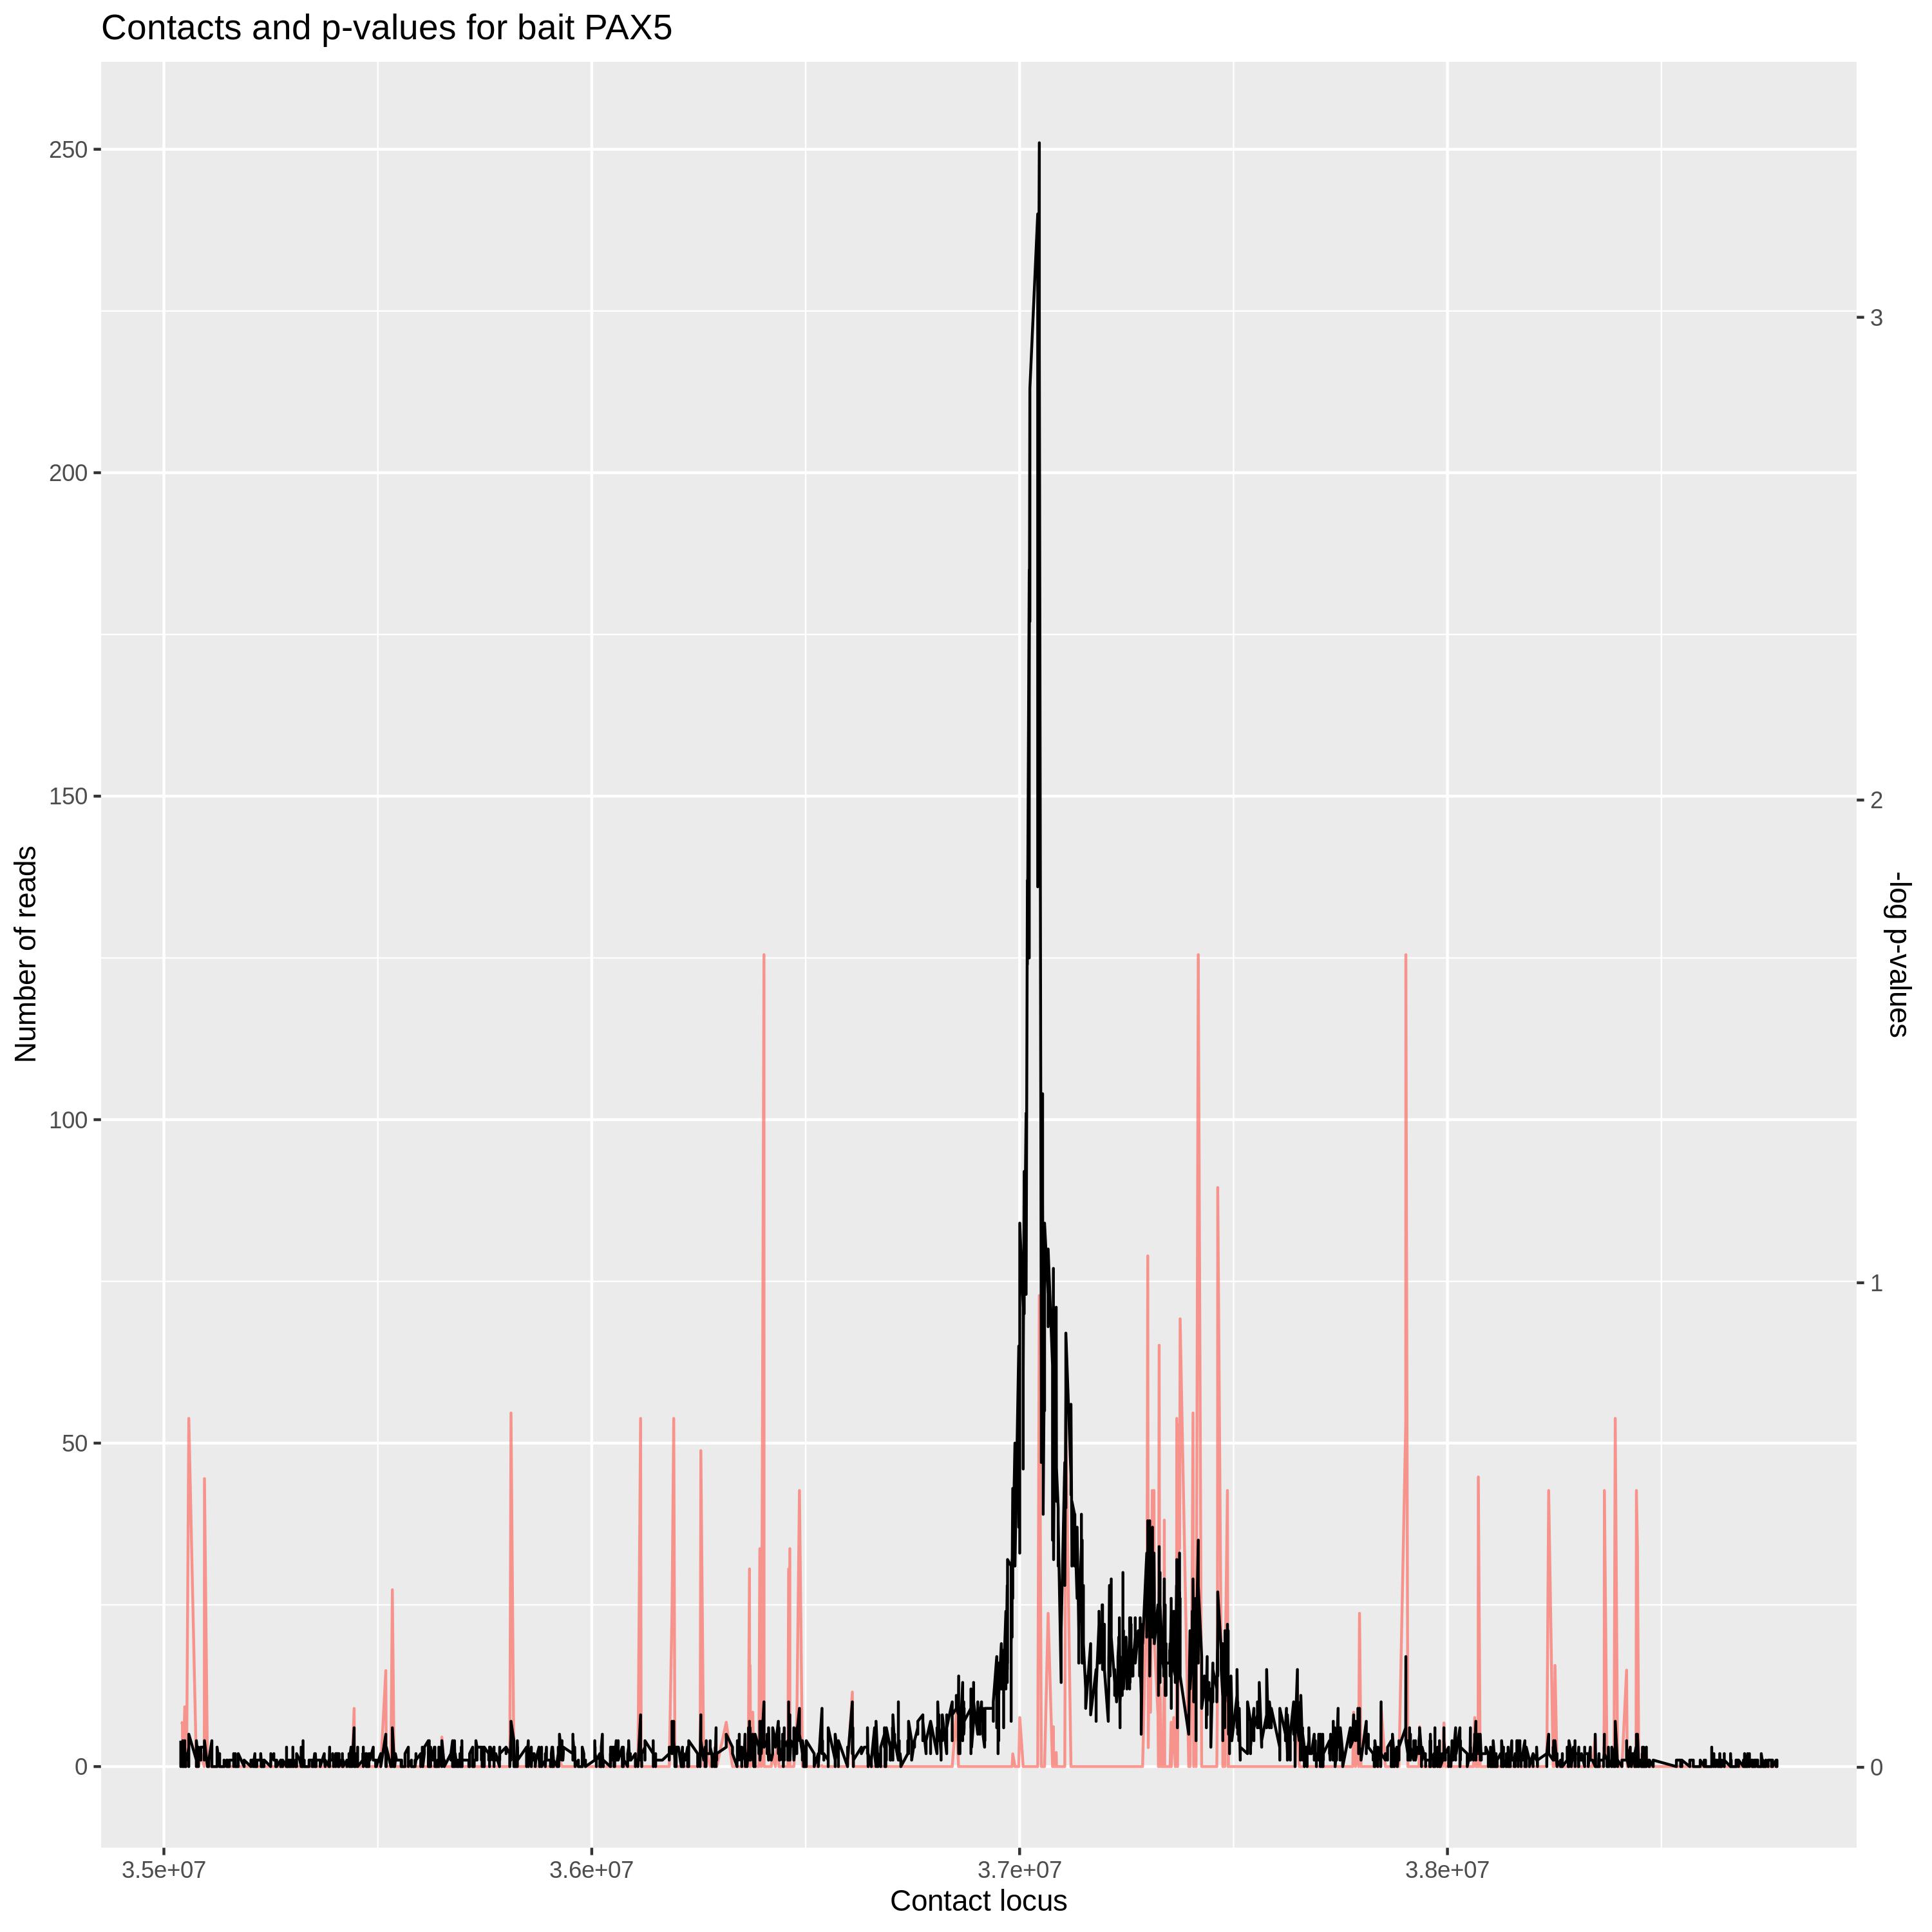 Contacts and p-values for bait PAX5
250
200
150
100
50
0
Number of reads
3
2
1
0
-log p-values
3.5e+07
3.6e+07
3.7e+07
3.8e+07
Contact locus